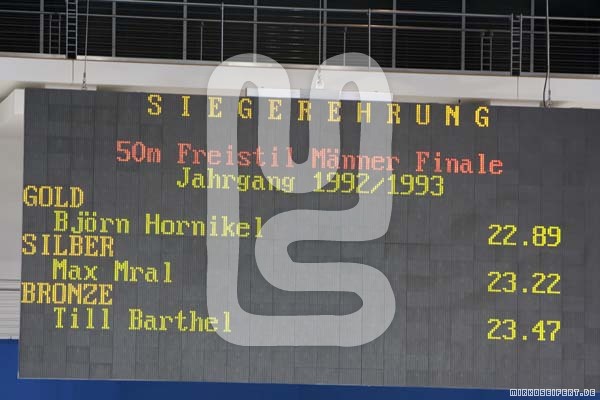 SIEGEREHRUNG
50m Freistil Männer Finale
Jahrgang 1992/1993
GOLD
Björn Hornikel 22.89
SILBER
Max Mral 23.22
BRONZE
Till Barthel 23.47
MIRKOSEIFERT.DE